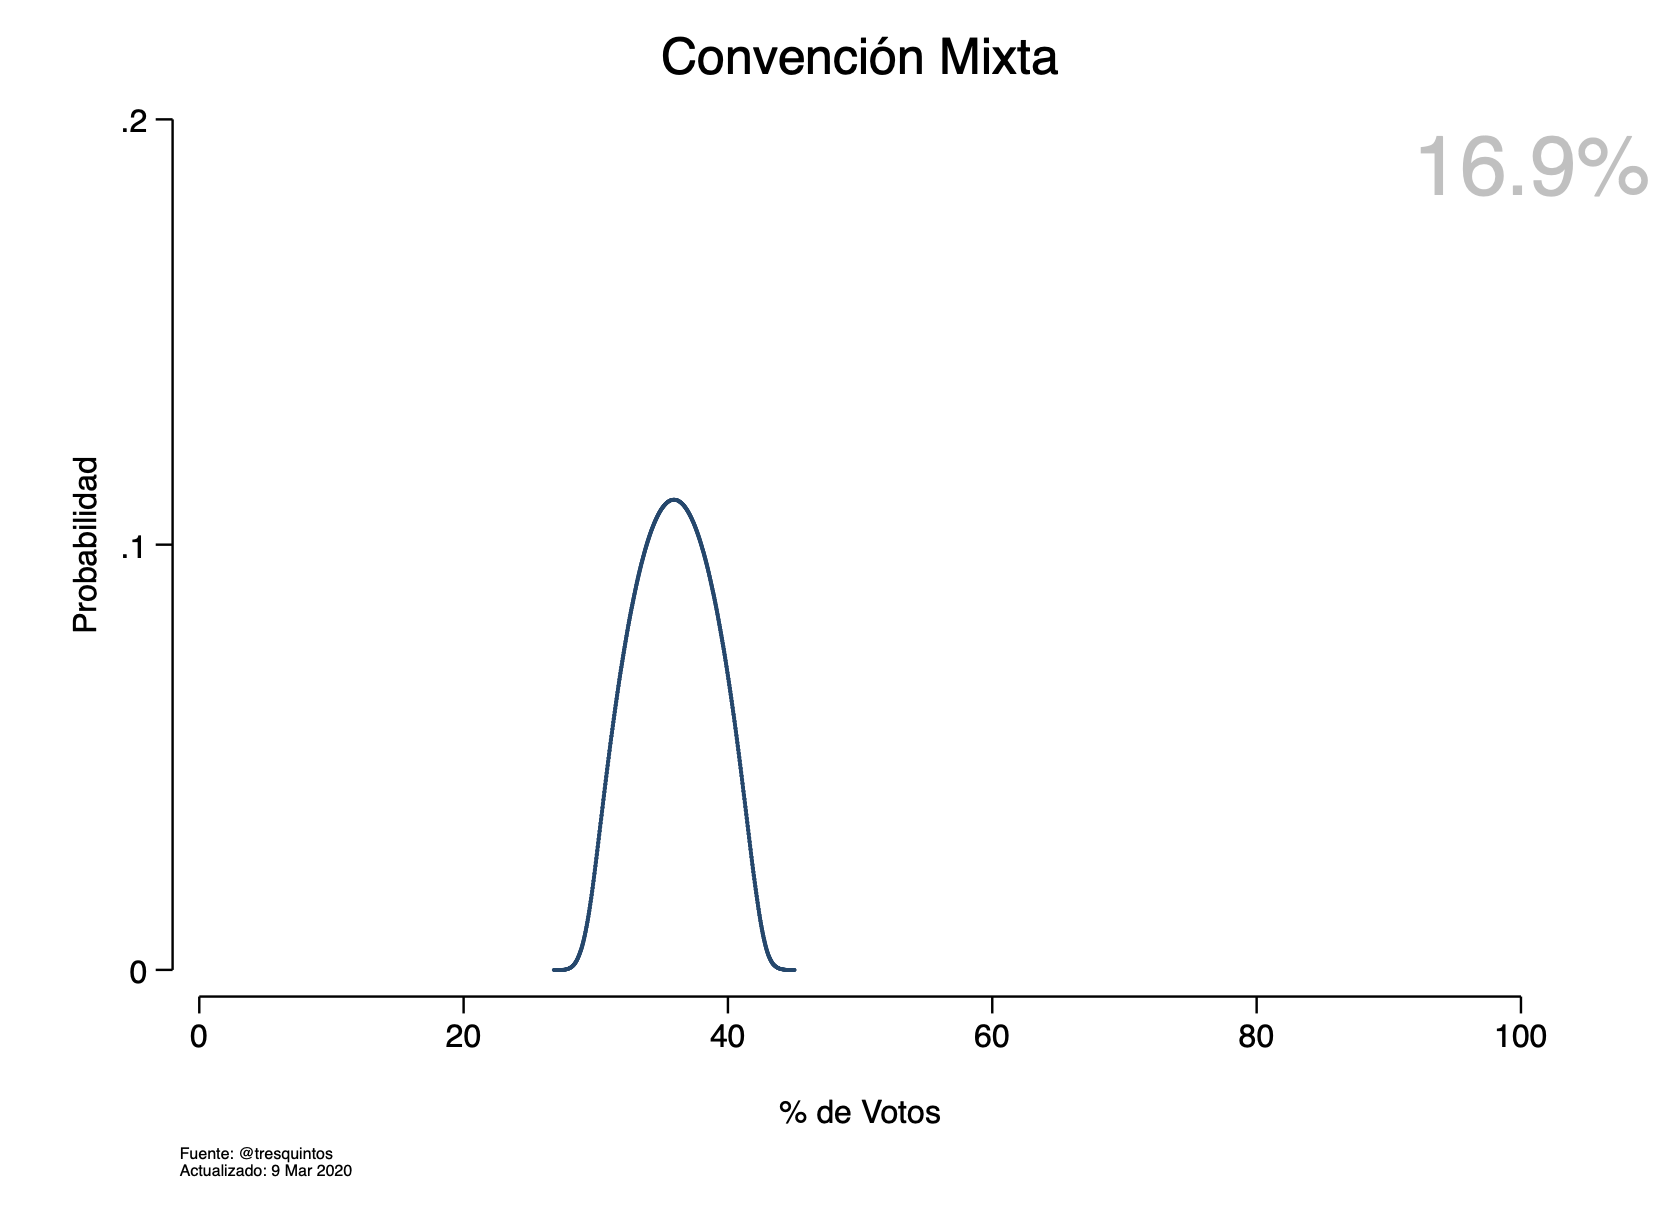 Convención Mixta
.2
16.9%
Probabilidad
.1
0
0 20 40 60 80 100
% de Votos
Fuente: @tresquintos
Actualizado: 9 Mar 2020